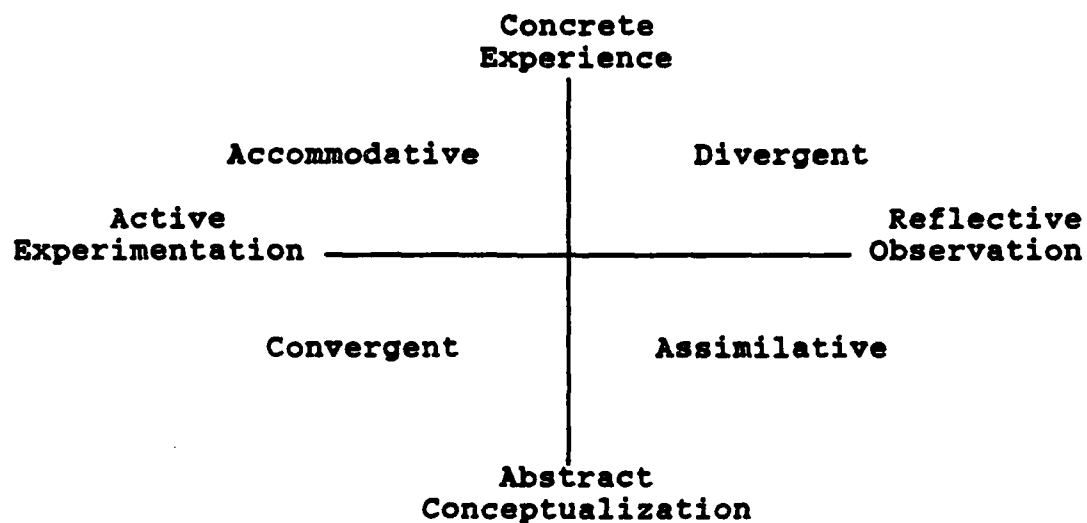 Concrete
Experience
Accommodative
Divergent
Active
Experimentation
Reflective
Observation
Convergent
Assimilative
Abstract
Conceptualization